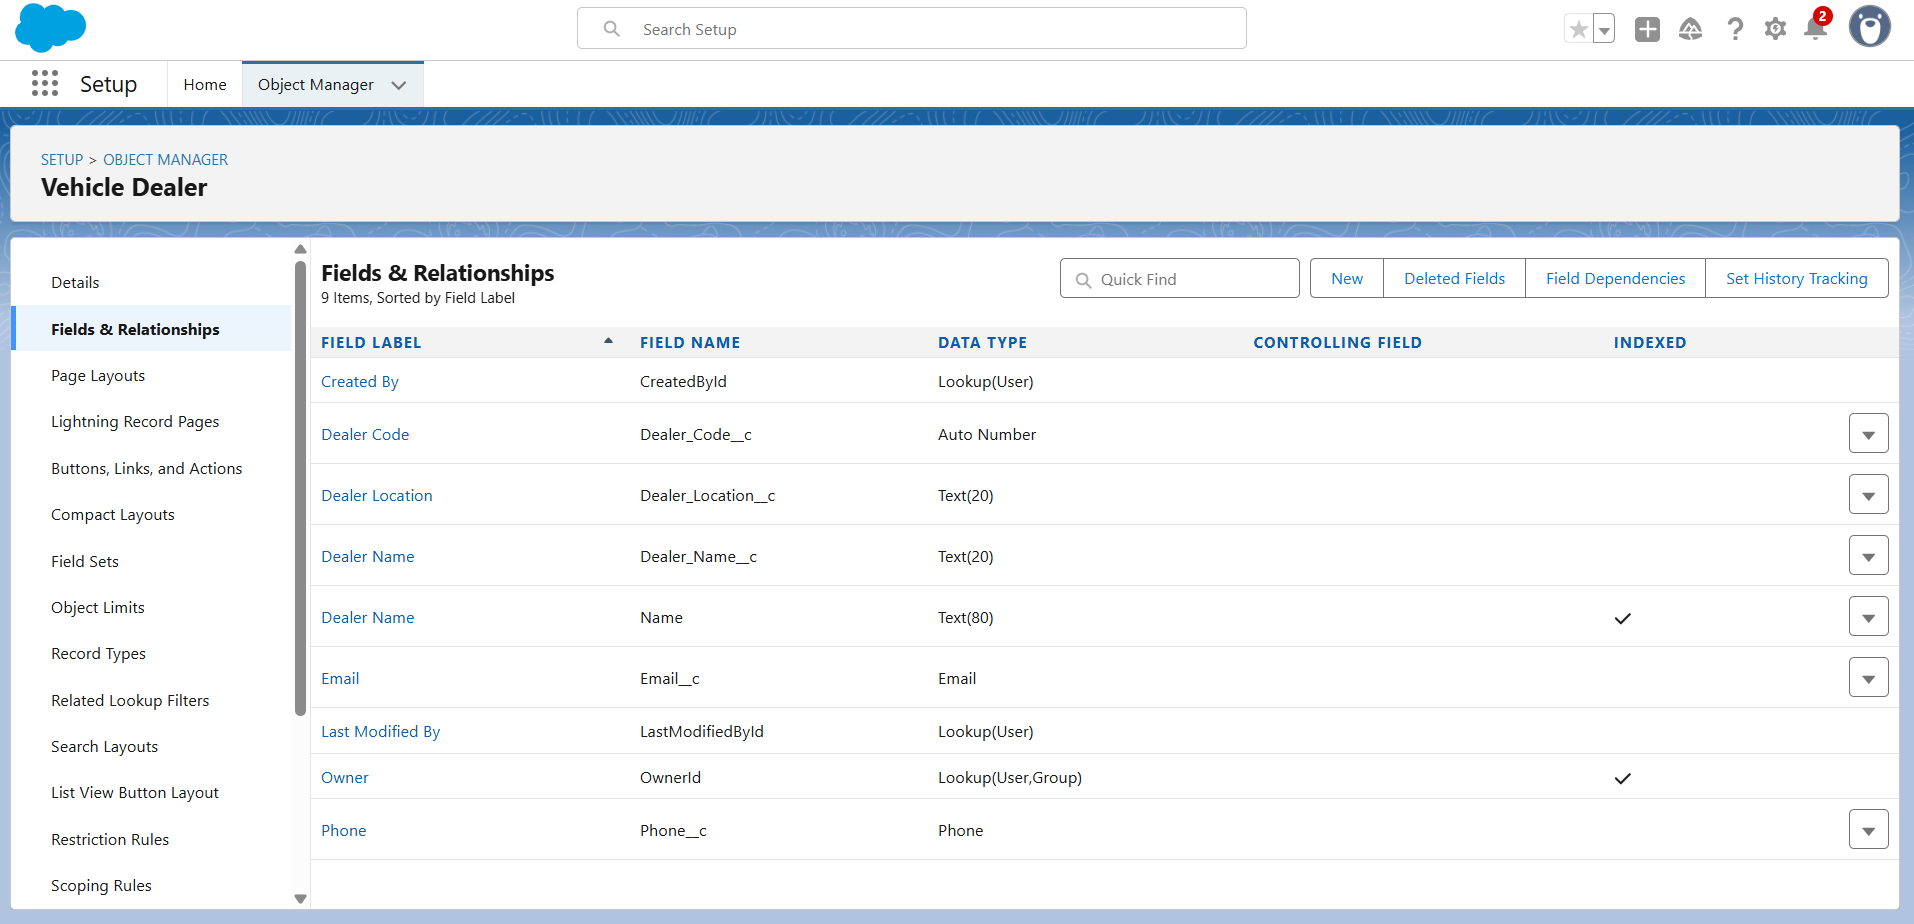 Search Setup
2
Setup
Home
Object Manager
SETUP > OBJECT MANAGER
Vehicle Dealer
Details
Fields & Relationships
Page Layouts
Lightning Record Pages
Buttons, Links, and Actions
Compact Layouts
Field Sets
Object Limits
Record Types
Related Lookup Filters
Search Layouts
List View Button Layout
Restriction Rules
Scoping Rules
Fields & Relationships
9 Items, Sorted by Field Label
Quick Find
New
Deleted Fields
Field Dependencies
Set History Tracking
FIELD LABEL FIELD NAME DATA TYPE CONTROLLING FIELD INDEXED
Created By CreatedById Lookup(User)
Dealer Code Dealer_Code__c Auto Number
Dealer Location Dealer_Location__c Text(20)
Dealer Name Dealer_Name__c Text(20)
Dealer Name Name Text(80)
Email Email__c Email
Last Modified By LastModifiedById Lookup(User)
Owner OwnerId Lookup(User,Group)
Phone Phone__c Phone